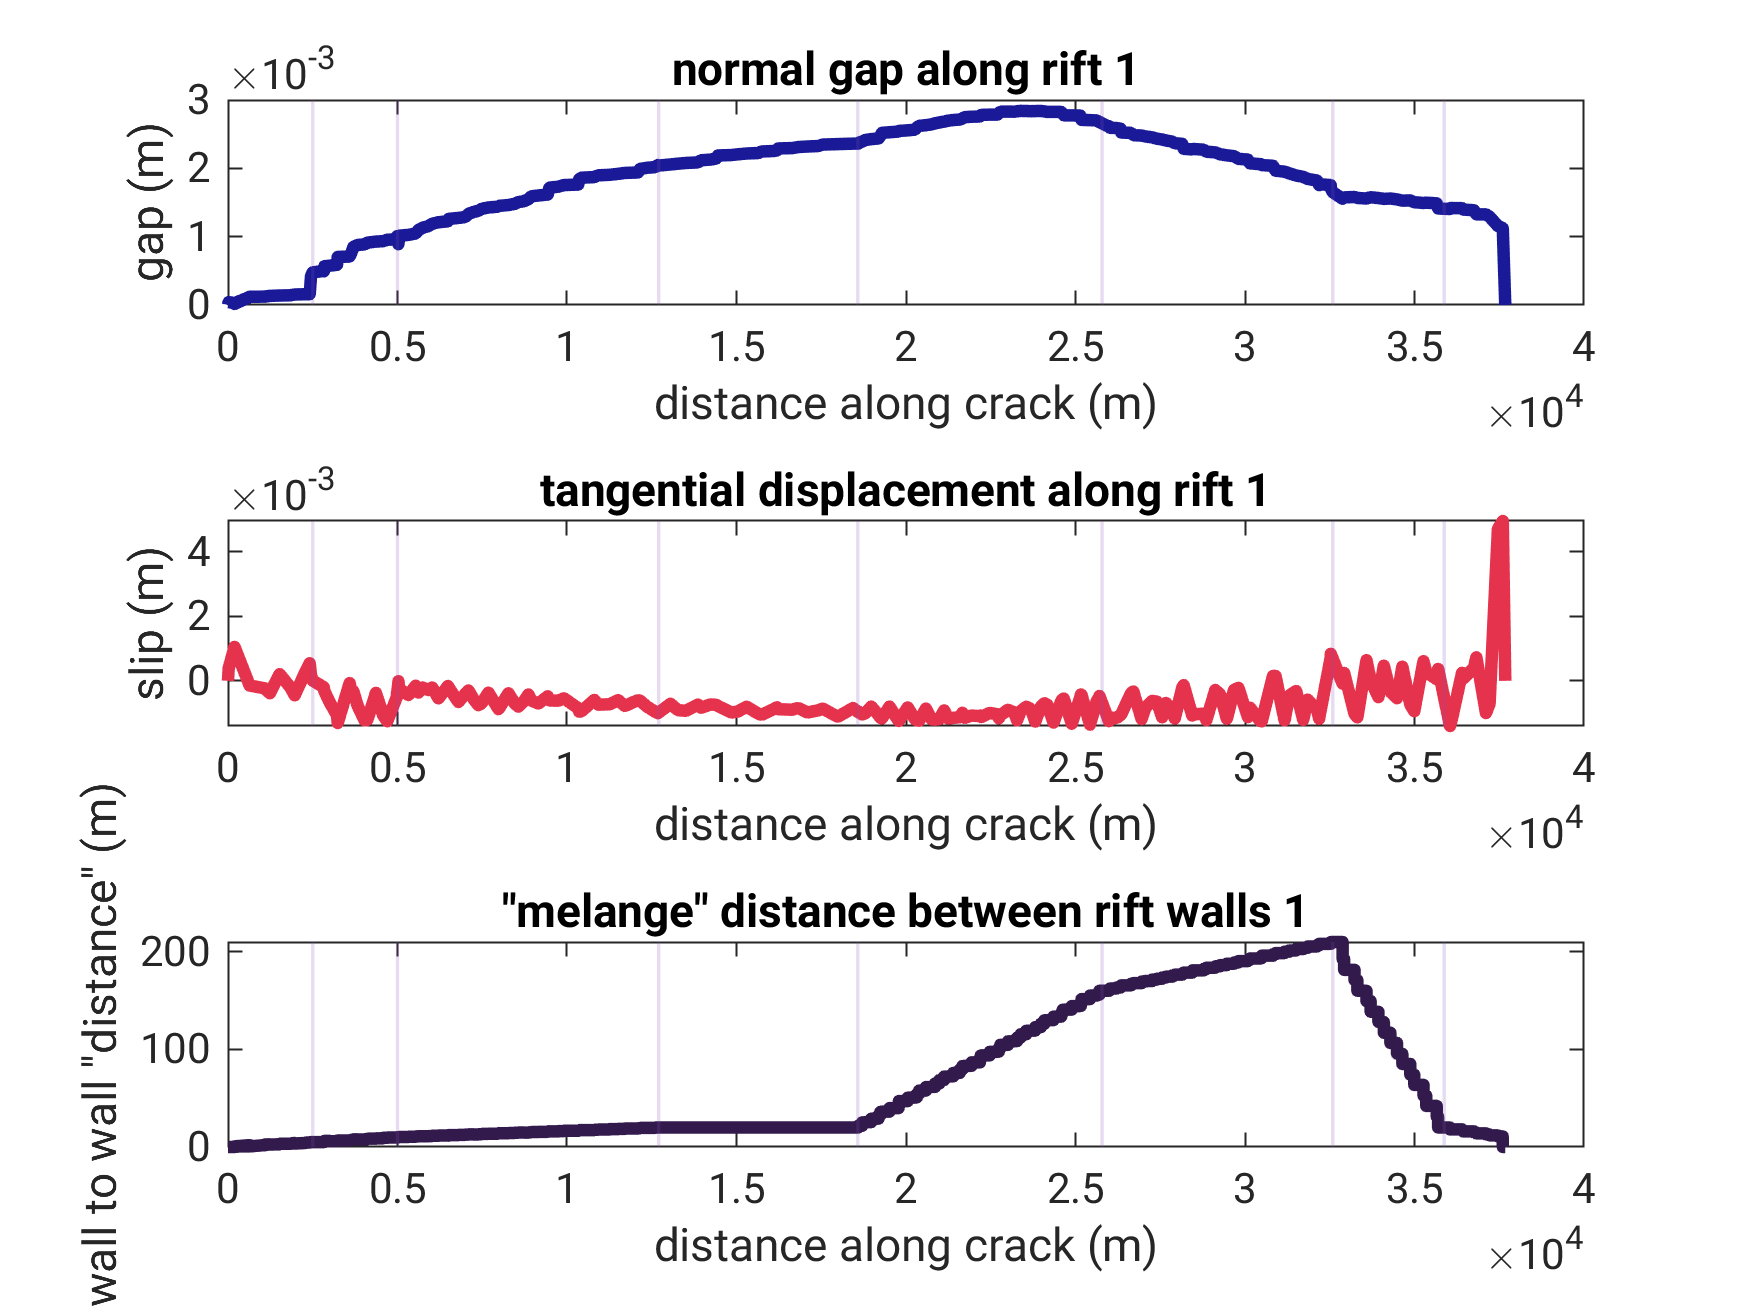 normal gap along rift 1
×10-3
gap (m)
3
2
1
0
0 0.5 1 1.5 2 2.5 3 3.5 4
distance along crack (m)
×104
tangential displacement along rift 1
×10-3
slip (m)
4
2
0
0 0.5 1 1.5 2 2.5 3 3.5 4
distance along crack (m)
×104
"melange" distance between rift walls 1
wall to wall "distance" (m)
200
100
0
0 0.5 1 1.5 2 2.5 3 3.5 4
distance along crack (m)
×104